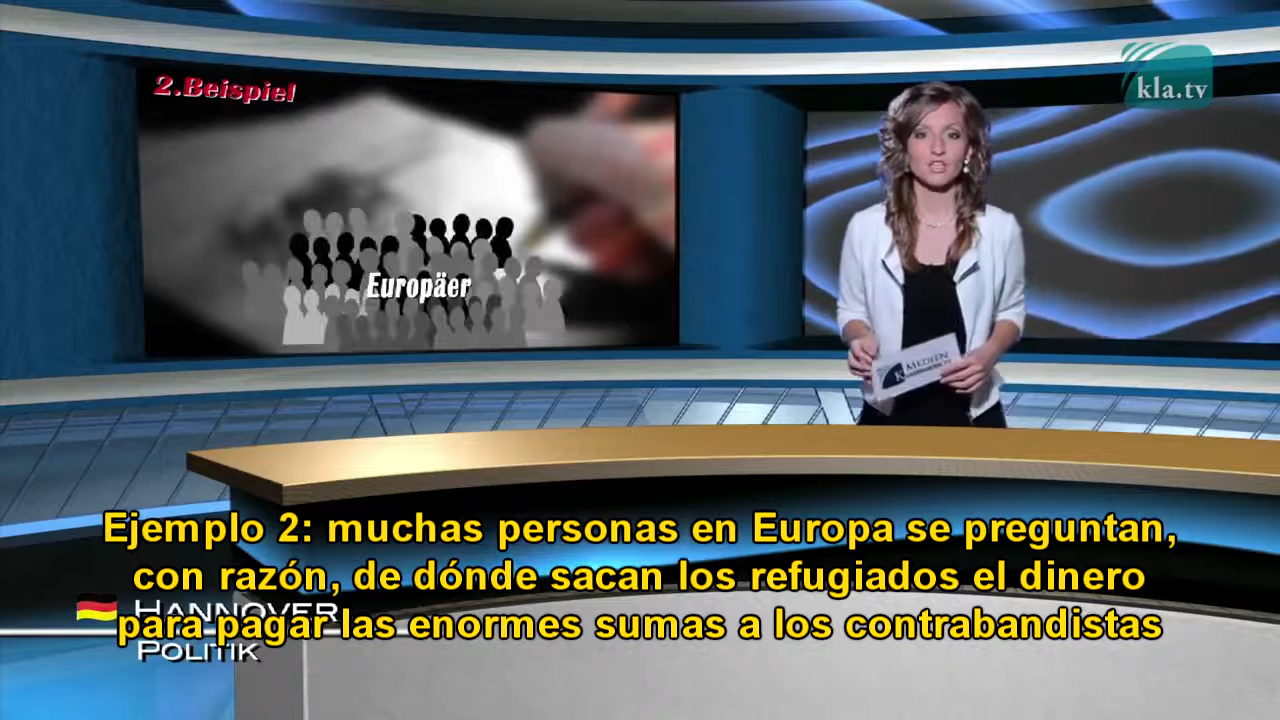 2.Beispiel
kla.tv
Europäer
MEDIEN
Ejemplo 2: muchas personas en Europa se preguntan,
con razón, de dónde sacan los refugiados el dinero
para pagar las enormes sumas a los contrabandistas
HANNOVER
POLITIK